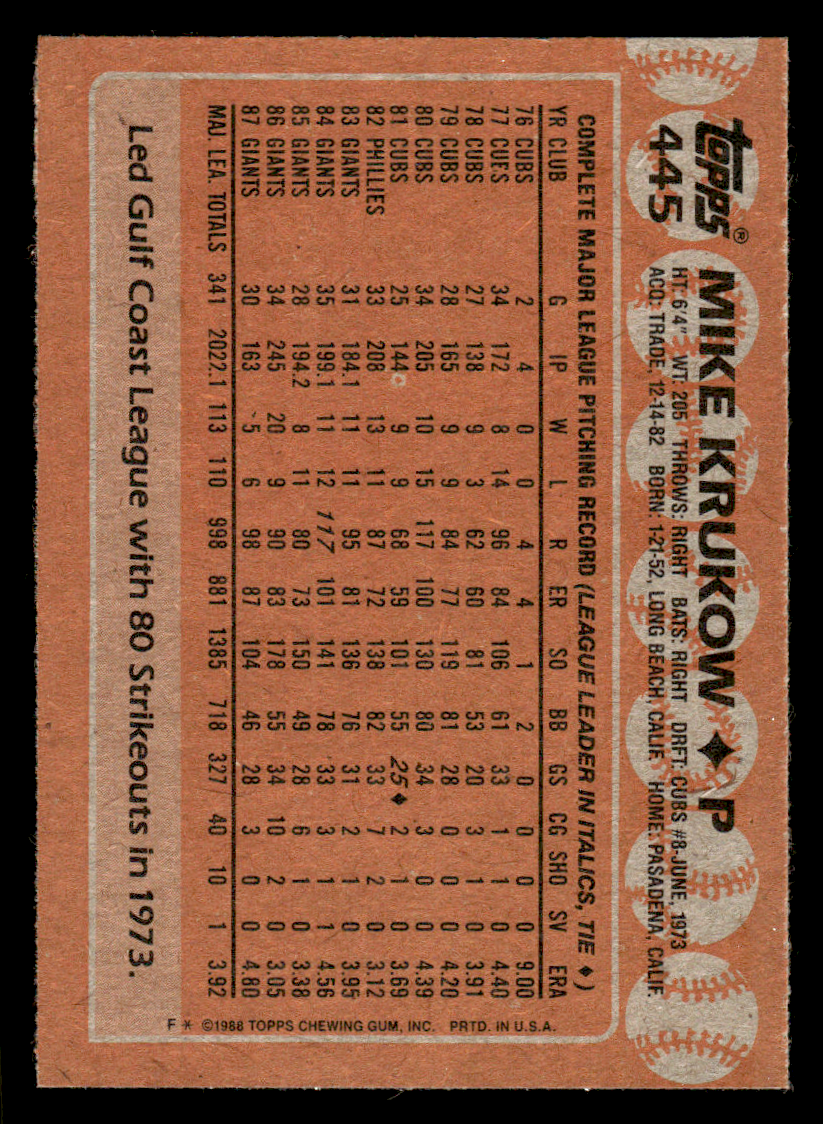 topps®
445
MIKE KRUKOW ♦ P
HT: 6'4" WT: 205 THROWS: RIGHT BATS: RIGHT DRFT: CUBS #8-JUNE, 1973
ACQ: TRADE, 12-14-82 BORN: 1-21-52, LONG BEACH, CALIF. HOME: PASADENA, CALIF.
COMPLETE MAJOR LEAGUE PITCHING RECORD (LEAGUE LEADER IN ITALICS, TIE ♦)
YR CLUB G IP W L R ER SO BB GS CG SHO SV ERA
76 CUBS 2 4 0 0 4 4 1 2 0 0 0 0 9.00
77 CUBS 34 172 8 14 96 84 106 61 33 1 1 0 4.40
78 CUBS 27 138 9 3 62 60 81 53 20 3 1 0 3.91
79 CUBS 28 165 9 9 84 77 119 81 28 0 0 0 4.20
80 CUBS 34 205 10 15 117 100 130 80 34 3 0 0 4.39
81 CUBS 25 144 9 9 68 59 101 55 25♦ 2 1 0 3.69
82 PHILLIES 33 208 13 11 87 72 138 82 33 7 2 0 3.12
83 GIANTS 31 184.1 11 11 95 81 136 76 31 2 1 0 3.95
84 GIANTS 35 199.1 11 12 117 101 141 78 33 3 1 1 4.56
85 GIANTS 28 194.2 8 11 80 73 150 49 28 6 1 0 3.38
86 GIANTS 34 245 20 9 90 83 178 55 34 10 2 0 3.05
87 GIANTS 30 163 5 6 98 87 104 46 28 3 0 0 4.80
MAJ. LEA. TOTALS 341 2022.1 113 110 998 881 1385 718 327 40 10 1 3.92
Led Gulf Coast League with 80 Strikeouts in 1973.
F * ©1988 TOPPS CHEWING GUM, INC. PRTD. IN U.S.A.